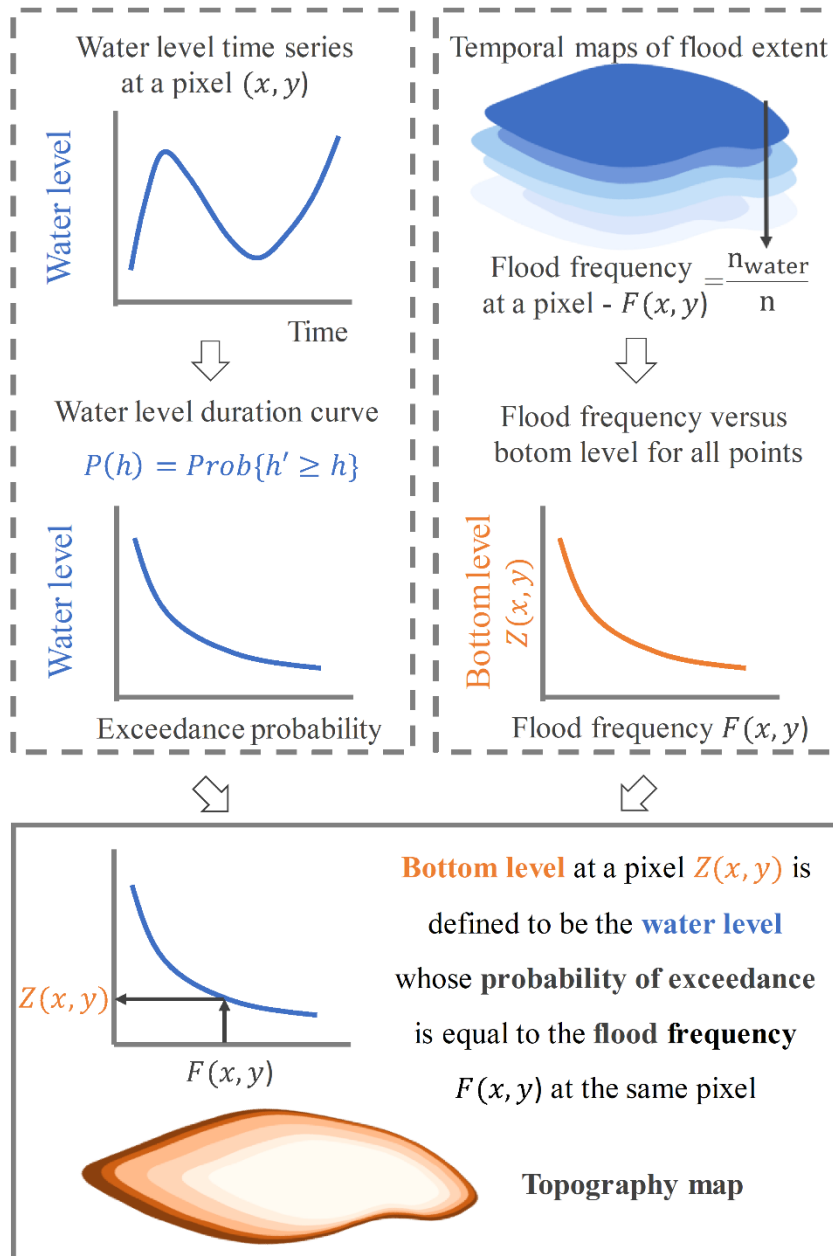 Water level time series
at a pixel (x, y)
Water level
Time
Water level duration curve
P(h) = Prob{h′ ≥ h}
Water level
Exceedance probability
Temporal maps of flood extent
Flood frequency
at a pixel - F(x, y)
= n_water / n
Flood frequency versus
botom level for all points
Bottom level
Z(x, y)
Flood frequency F(x, y)
Z(x, y)
F(x, y)
Bottom level at a pixel Z(x, y) is
defined to be the water level
whose probability of exceedance
is equal to the flood frequency
F(x, y) at the same pixel
Topography map